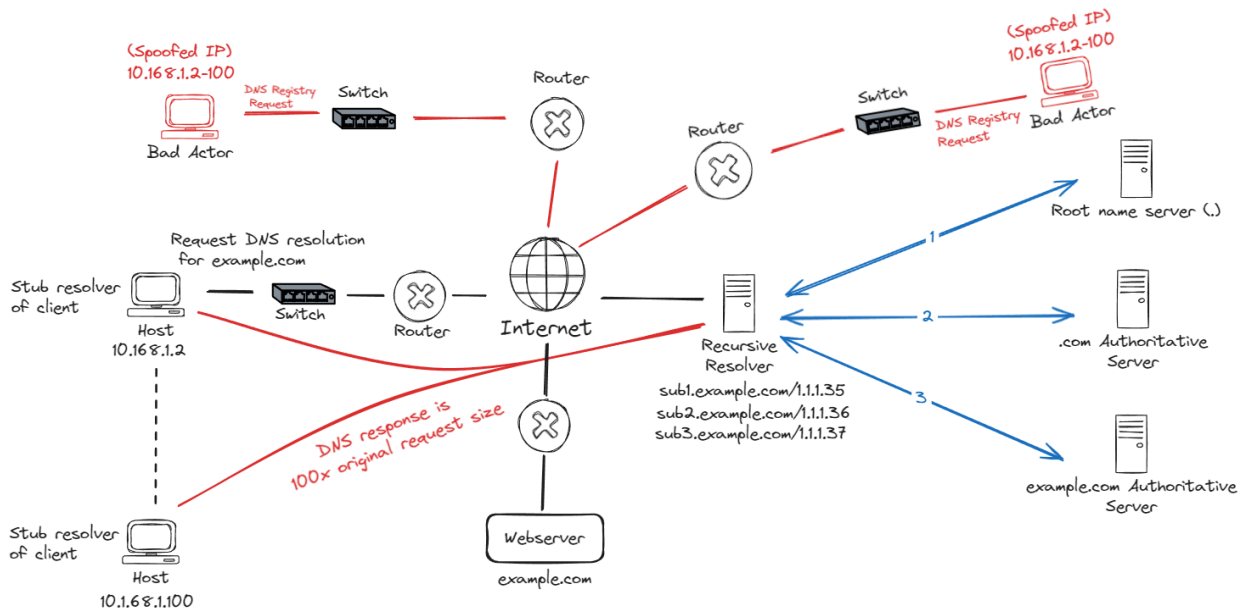 (Spoofed IP)
10.168.1.2-100
DNS Registry
Request
Switch
Bad Actor
Router
(Spoofed IP)
10.168.1.2-100
Switch
DNS Registry
Request
Bad Actor
Router
Root name server (.)
1
Request DNS resolution
for example.com
Stub resolver
of client
Switch
Router
Internet
Host
10.168.1.2
Recursive
Resolver
sub1.example.com/1.1.1.35
sub2.example.com/1.1.1.36
sub3.example.com/1.1.1.37
2
.com Authoritative
Server
3
DNS response is
100x original request size
example.com Authoritative
Server
Stub resolver
of client
Host
10.1.68.1.100
Webserver
example.com